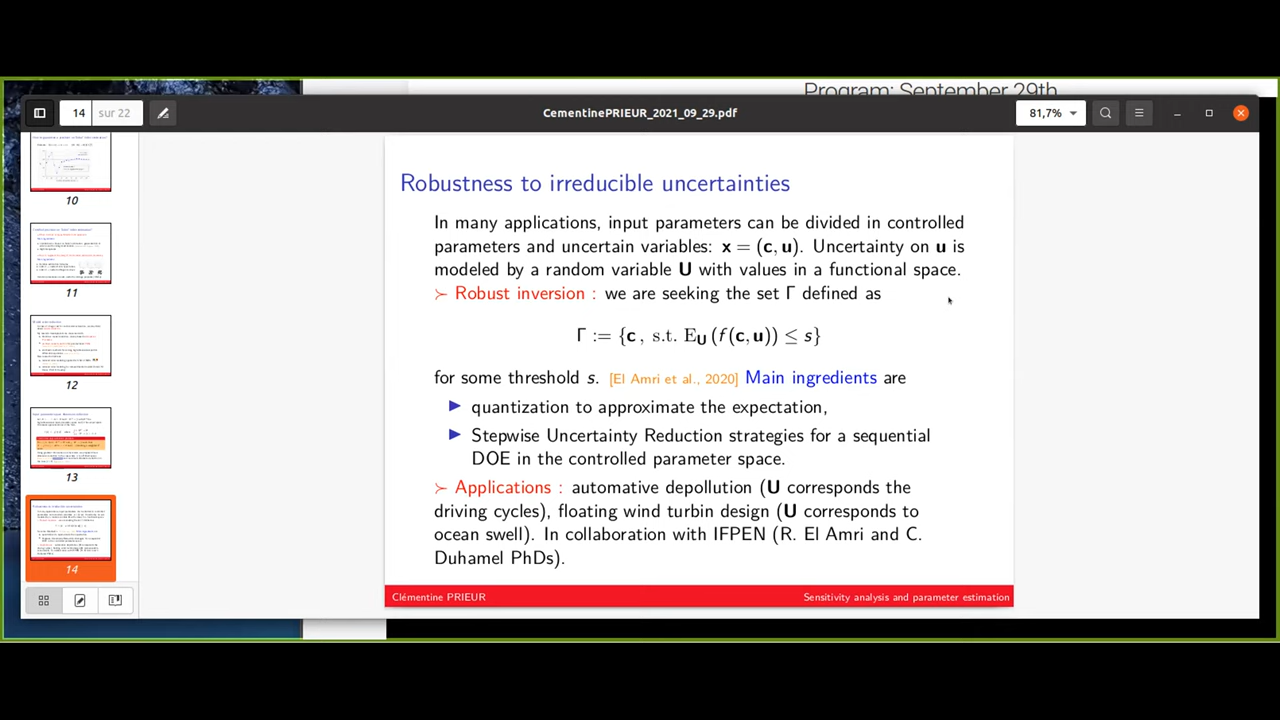 Program: September 29th
14 sur 22
CementinePRIEUR_2021_09_29.pdf
81,7%
10
11
12
13
14
Robustness to irreducible uncertainties
In many applications, input parameters can be divided in controlled
parameters and uncertain variables: x = (c, u). Uncertainty on u is
modeled by a random variable U with values in a functional space.
≻ Robust inversion : we are seeking the set Γ defined as
Γ := {c , s.t. E_U (f(c, u)) ≤ s}
for some threshold s. [El Amri et al., 2020] Main ingredients are
▶ quantization to approximate the expectation,
▶ Stepwise Uncertainty Reduction strategies for a sequential
DOE in the controlled parameter space.
≻ Applications : automative depollution (U corresponds the
driving cycles), floating wind turbin design (U corresponds to
ocean swell). In collaboration with IFPEN (R. El Amri and C.
Duhamel PhDs).
Clémentine PRIEUR
Sensitivity analysis and parameter estimation